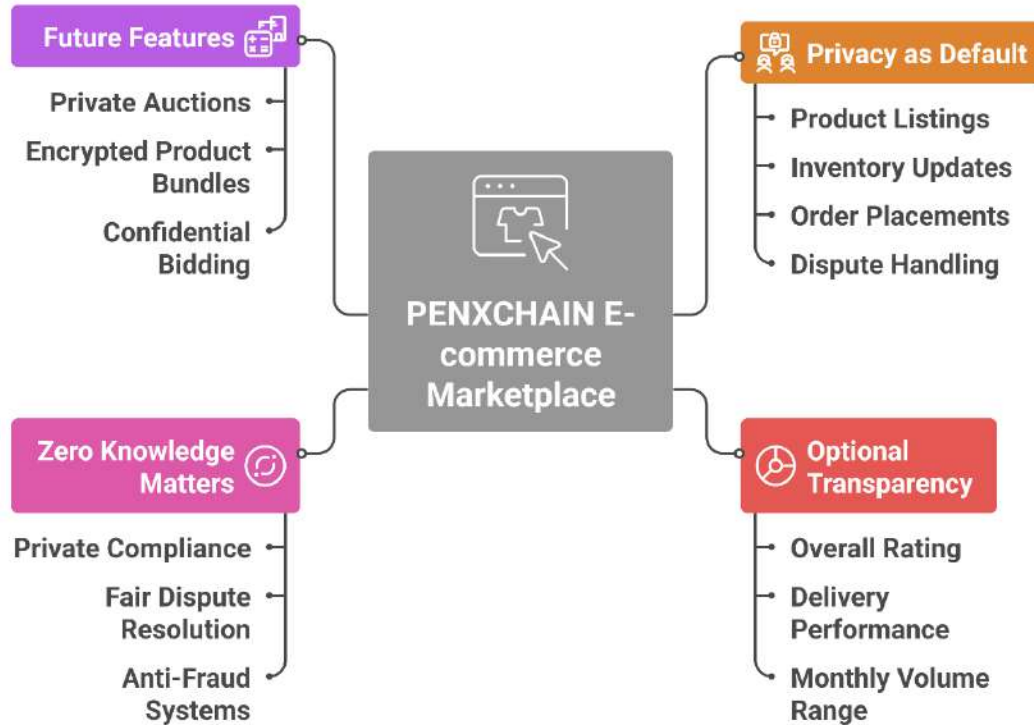 Future Features
Private Auctions
Encrypted Product
Bundles
Confidential
Bidding
Privacy as Default
Product Listings
Inventory Updates
Order Placements
Dispute Handling
PENXCHAIN E-
commerce
Marketplace
Zero Knowledge
Matters
Private Compliance
Fair Dispute
Resolution
Anti-Fraud
Systems
Optional
Transparency
Overall Rating
Delivery
Performance
Monthly Volume
Range